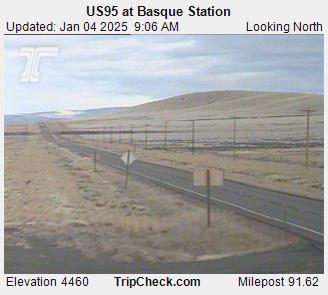 US95 at Basque Station
Updated: Jan 04 2025 9:06 AM Looking North
Elevation 4460 TripCheck.com Milepost 91.62